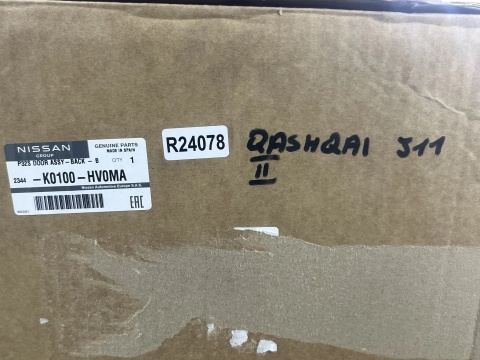 NISSAN
GROUP
GENUINE PARTS
MADE IN SPAIN
P32S DOOR ASSY-BACK - B QTY 1
2344 -K0100-HV0MA
Nissan Automotive Europe S.A.S.
EAC
R24078
QASHQAI J11
II